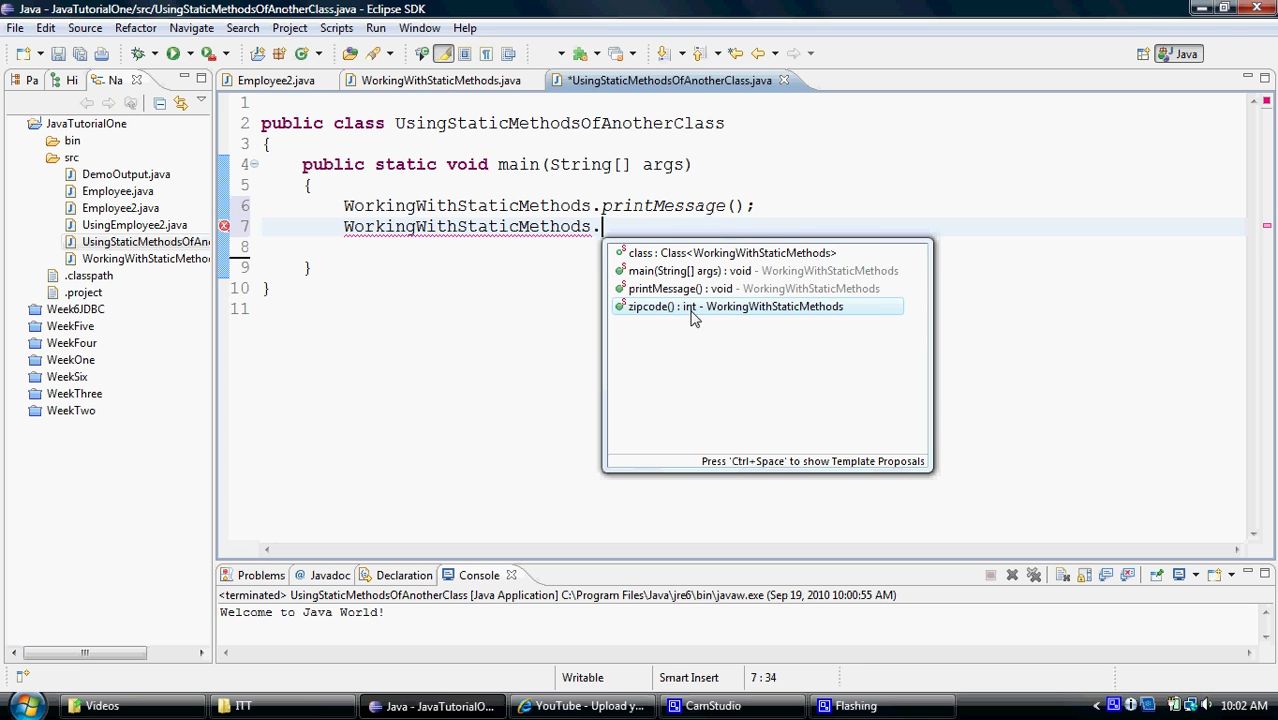 Java - JavaTutorialOne/src/UsingStaticMethodsOfAnotherClass.java - Eclipse SDK
File Edit Source Refactor Navigate Search Project Scripts Run Window Help
Java
Pa Hi Na
Employee2.java WorkingWithStaticMethods.java *UsingStaticMethodsOfAnotherClass.java
JavaTutorialOne
bin
src
DemoOutput.java
Employee.java
Employee2.java
UsingEmployee2.java
UsingStaticMethodsOfAn
WorkingWithStaticMetho
.classpath
.project
Week6JDBC
WeekFive
WeekFour
WeekOne
WeekSix
WeekThree
WeekTwo
1
2 public class UsingStaticMethodsOfAnotherClass
3 {
4 public static void main(String[] args)
5 {
6 WorkingWithStaticMethods.printMessage();
7 WorkingWithStaticMethods.
8
9 }
10 }
11
class : Class<WorkingWithStaticMethods>
main(String[] args) : void - WorkingWithStaticMethods
printMessage() : void - WorkingWithStaticMethods
zipcode() : int - WorkingWithStaticMethods
Press 'Ctrl+Space' to show Template Proposals
Problems @ Javadoc Declaration Console
<terminated> UsingStaticMethodsOfAnotherClass [Java Application] C:\Program Files\Java\jre6\bin\javaw.exe (Sep 19, 2010 10:00:55 AM)
Welcome to Java World!
Writable Smart Insert 7 : 34
Videos ITT Java - JavaTutorialO... YouTube - Upload y... CamStudio Flashing 10:02 AM